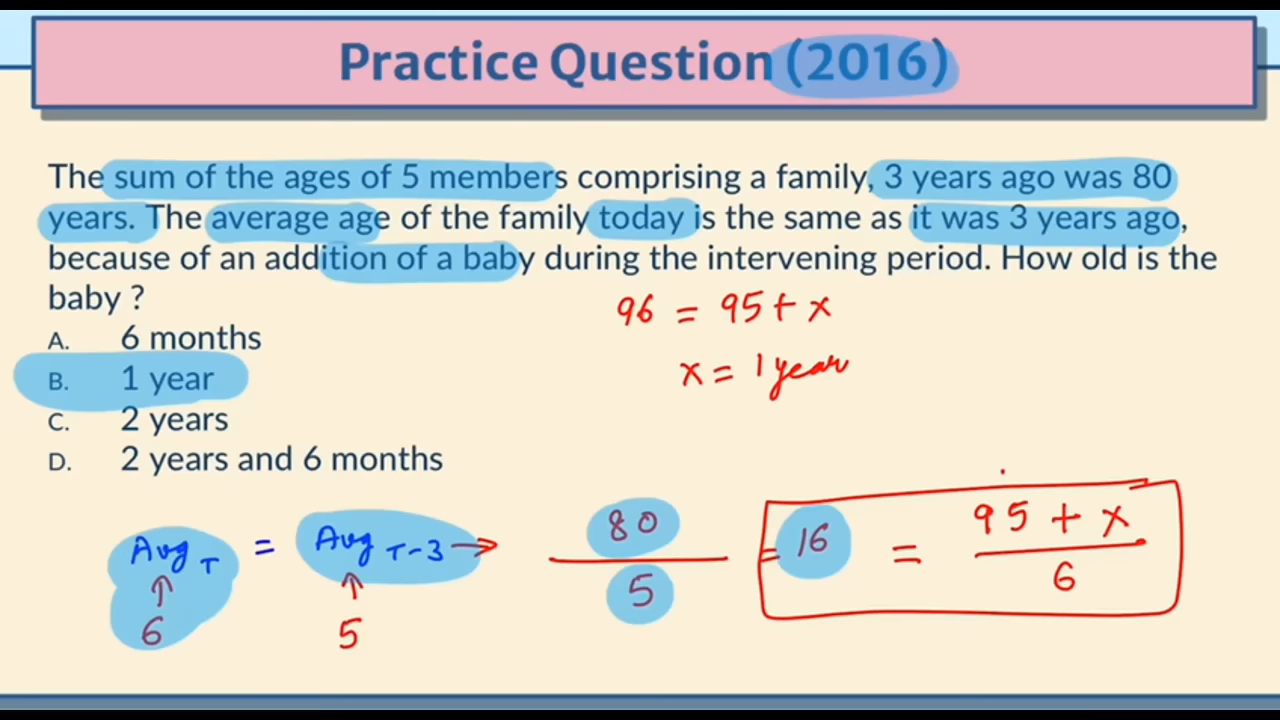 Practice Question (2016)
The sum of the ages of 5 members comprising a family, 3 years ago was 80
years. The average age of the family today is the same as it was 3 years ago,
because of an addition of a baby during the intervening period. How old is the
baby ?
96 = 95 + x
A. 6 months
x = 1 year
B. 1 year
C. 2 years
D. 2 years and 6 months
Avg T = Avg T-3 → 80/5 = 16 = 95 + x/6
↑ ↑
6 5